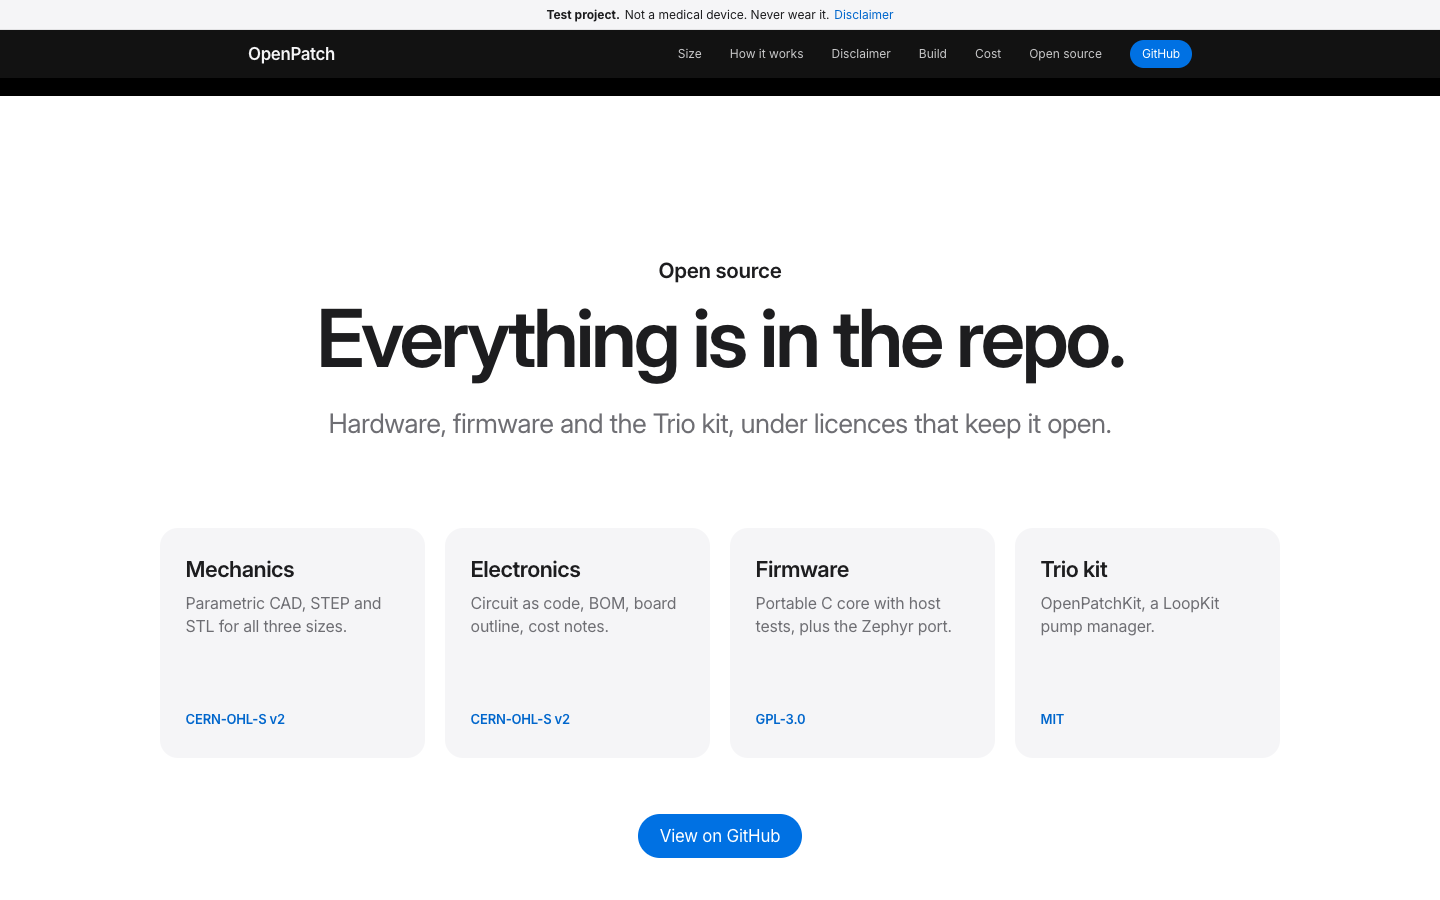 Test project. Not a medical device. Never wear it. Disclaimer
OpenPatch Size How it works Disclaimer Build Cost Open source GitHub
Open source
Everything is in the repo.
Hardware, firmware and the Trio kit, under licences that keep it open.
Mechanics
Parametric CAD, STEP and
STL for all three sizes.
CERN-OHL-S v2
Electronics
Circuit as code, BOM, board
outline, cost notes.
CERN-OHL-S v2
Firmware
Portable C core with host
tests, plus the Zephyr port.
GPL-3.0
Trio kit
OpenPatchKit, a LoopKit
pump manager.
MIT
View on GitHub